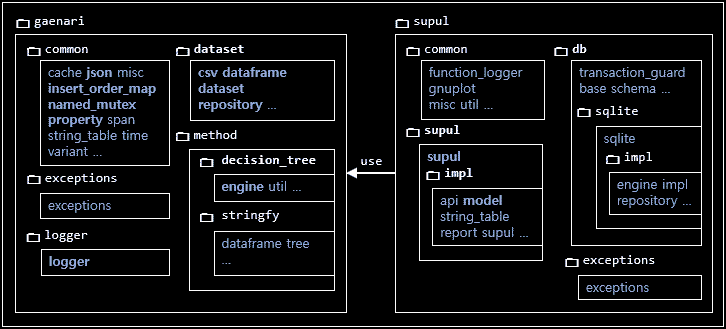 gaenari
common
cache json misc
insert_order_map
named_mutex
property span
string_table time
variant ...
exceptions
exceptions
logger
logger
dataset
csv dataframe
dataset
repository ...
method
decision_tree
engine util ...
stringfy
dataframe tree
...
use
supul
common
function_logger
gnuplot
misc util ...
supul
supul
impl
api model
string_table
report supul ...
db
transaction_guard
base schema ...
sqlite
sqlite
impl
engine impl
repository ...
exceptions
exceptions